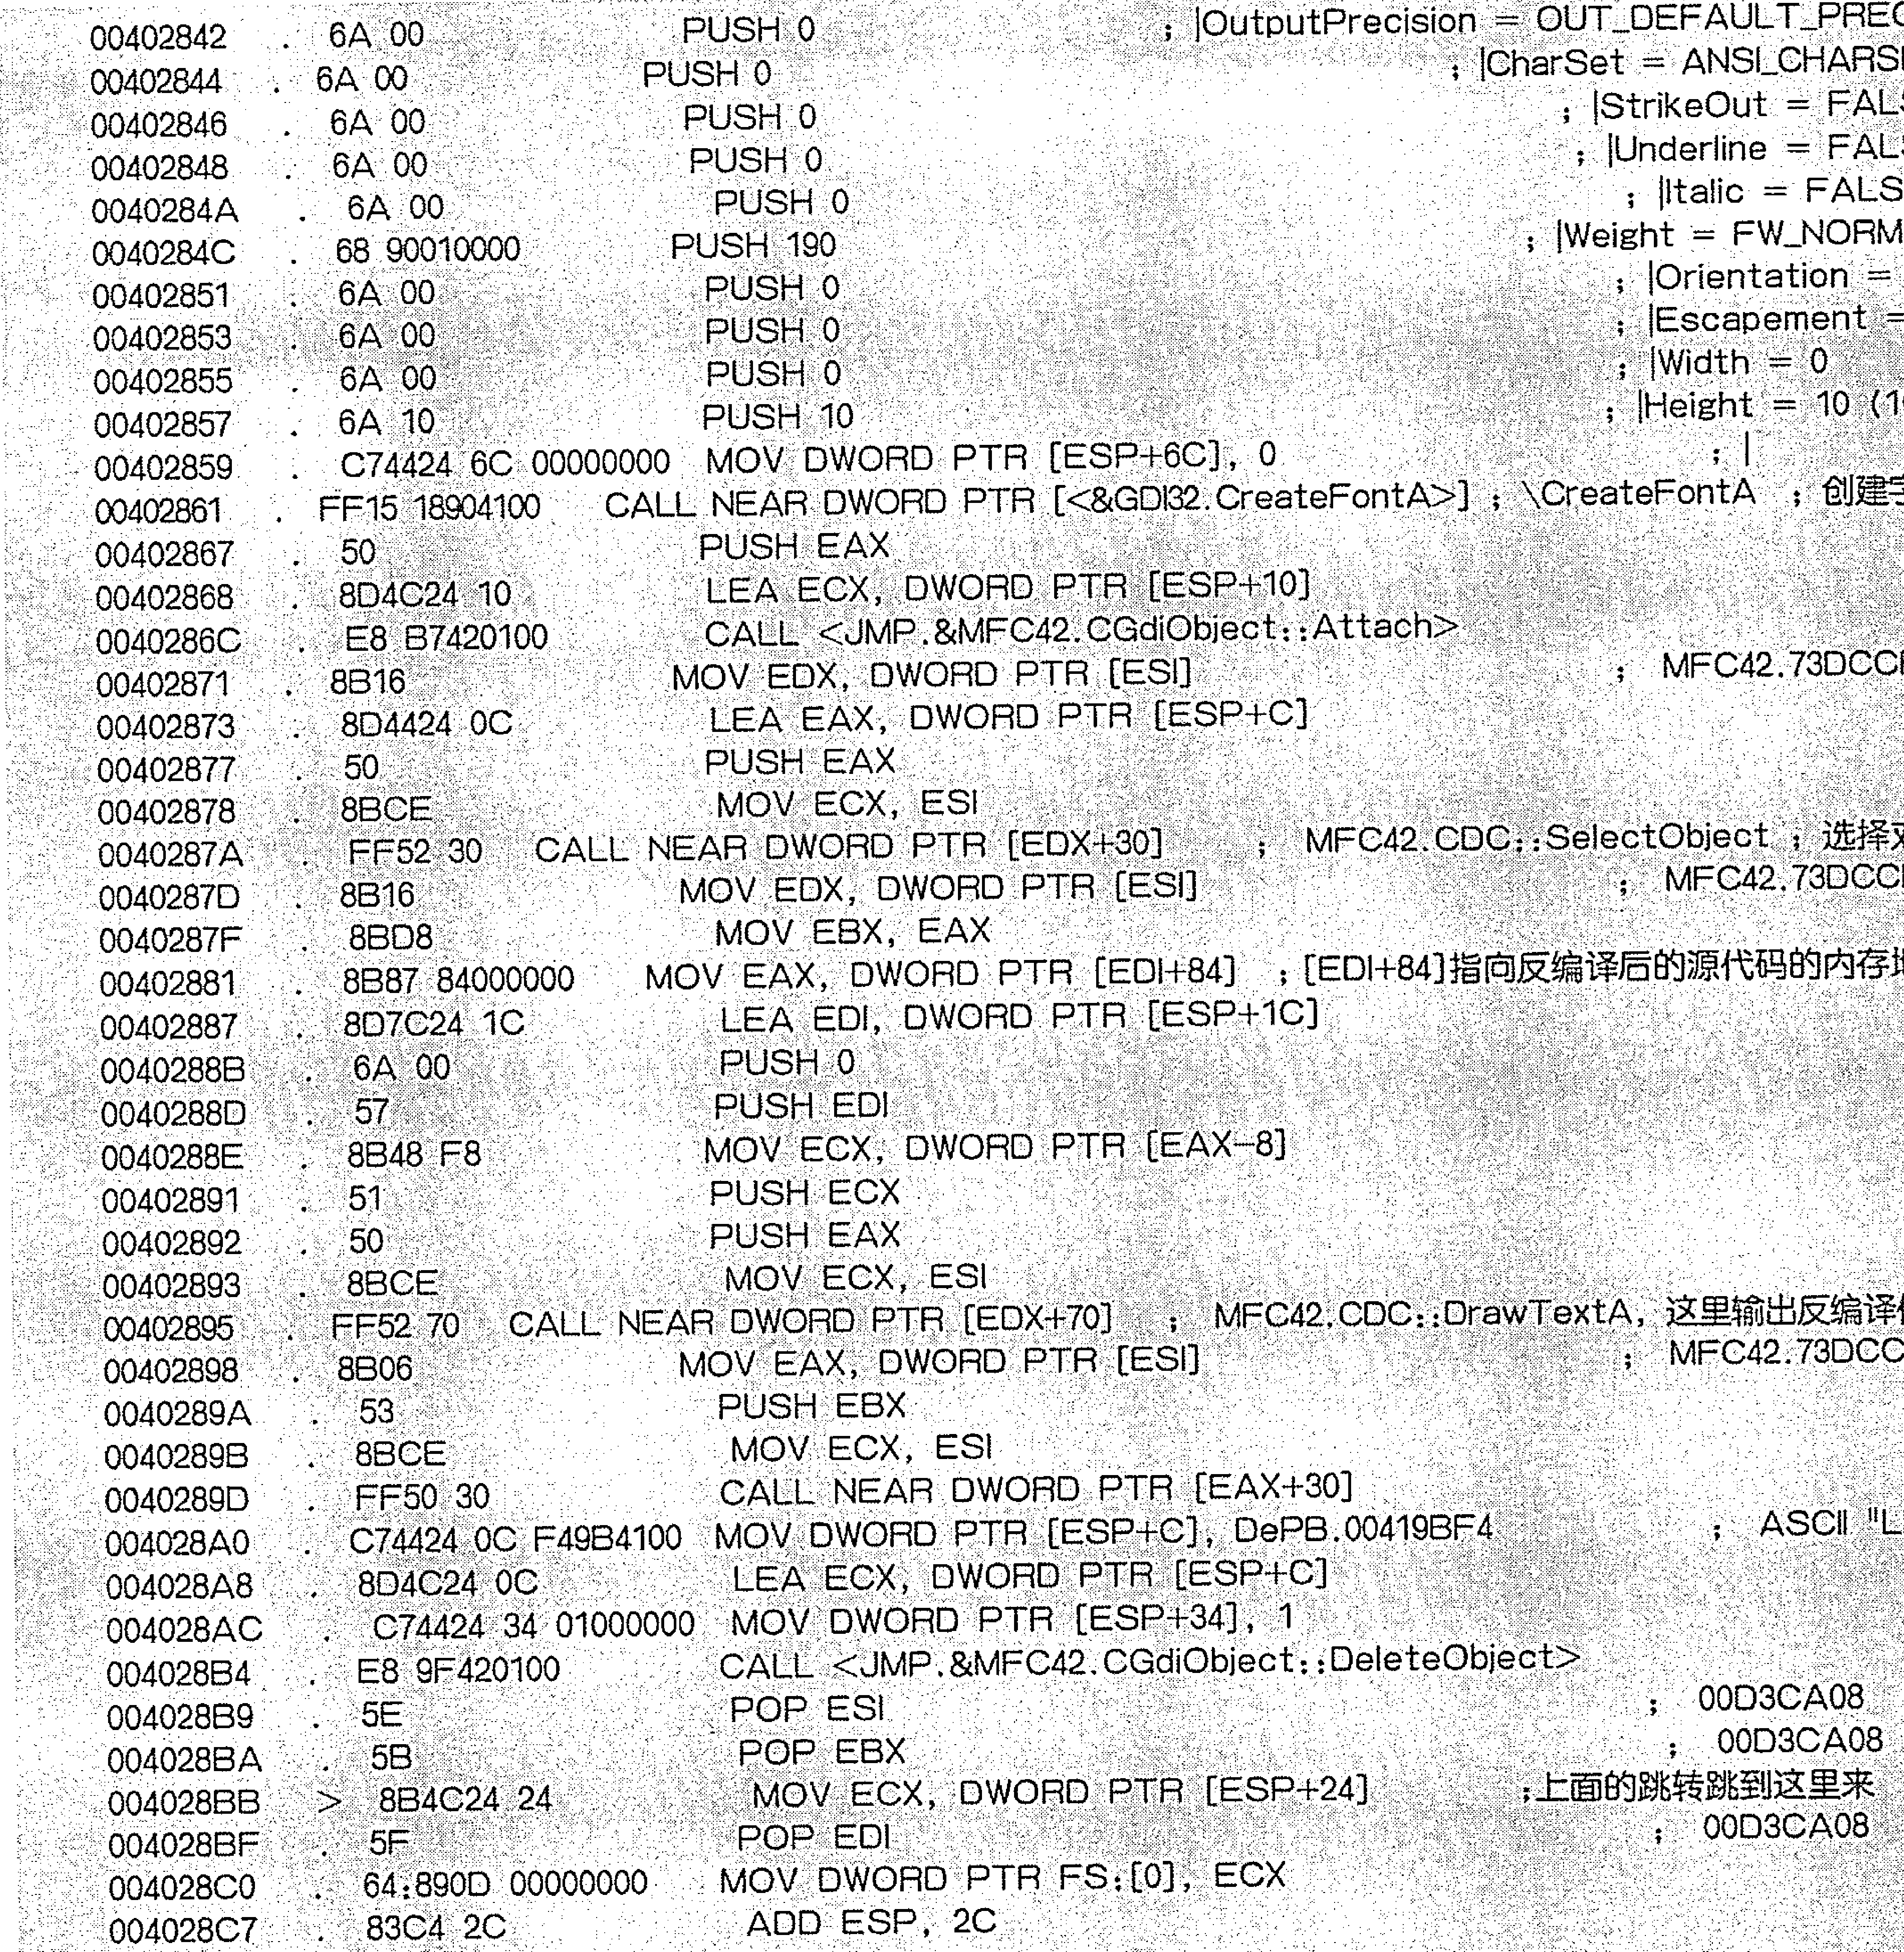 00402842 . 6A 00 PUSH 0 ; |OutputPrecision = OUT_DEFAULT_PREC
00402844 . 6A 00 PUSH 0 ; |CharSet = ANSI_CHARS
00402846 . 6A 00 PUSH 0 ; |StrikeOut = FALS
00402848 . 6A 00 PUSH 0 ; |Underline = FALS
0040284A . 6A 00 PUSH 0 ; |Italic = FALS
0040284C . 68 90010000 PUSH 190 ; |Weight = FW_NORM
00402851 . 6A 00 PUSH 0 ; |Orientation =
00402853 . 6A 00 PUSH 0 ; |Escapement =
00402855 . 6A 00 PUSH 0 ; |Width = 0
00402857 . 6A 10 PUSH 10 ; |Height = 10 (1
00402859 . C74424 6C 00000000 MOV DWORD PTR [ESP+6C], 0 ; |
00402861 . FF15 18904100 CALL NEAR DWORD PTR [<&GDI32.CreateFontA>] ; \CreateFontA ; 创建
00402867 . 50 PUSH EAX
00402868 . 8D4C24 10 LEA ECX, DWORD PTR [ESP+10]
0040286C . E8 B7420100 CALL <JMP.&MFC42.CGdiObject::Attach>
00402871 . 8B16 MOV EDX, DWORD PTR [ESI] ; MFC42.73DCC
00402873 . 8D4424 0C LEA EAX, DWORD PTR [ESP+C]
00402877 . 50 PUSH EAX
00402878 . 8BCE MOV ECX, ESI
0040287A . FF52 30 CALL NEAR DWORD PTR [EDX+30] ; MFC42.CDC::SelectObject ; 选择
0040287D . 8B16 MOV EDX, DWORD PTR [ESI] ; MFC42.73DCC
0040287F . 8BD8 MOV EBX, EAX
00402881 . 8B87 84000000 MOV EAX, DWORD PTR [EDI+84] ; [EDI+84]指向反编译后的源代码的内存
00402887 . 8D7C24 1C LEA EDI, DWORD PTR [ESP+1C]
0040288B . 6A 00 PUSH 0
0040288D . 57 PUSH EDI
0040288E . 8B48 F8 MOV ECX, DWORD PTR [EAX-8]
00402891 . 51 PUSH ECX
00402892 . 50 PUSH EAX
00402893 . 8BCE MOV ECX, ESI
00402895 . FF52 70 CALL NEAR DWORD PTR [EDX+70] ; MFC42.CDC::DrawTextA, 这里输出反编译
00402898 . 8B06 MOV EAX, DWORD PTR [ESI] ; MFC42.73DCC
0040289A . 53 PUSH EBX
0040289B . 8BCE MOV ECX, ESI
0040289D . FF50 30 CALL NEAR DWORD PTR [EAX+30]
004028A0 . C74424 0C F49B4100 MOV DWORD PTR [ESP+C], DePB.00419BF4 ; ASCII "L
004028A8 . 8D4C24 0C LEA ECX, DWORD PTR [ESP+C]
004028AC . C74424 34 01000000 MOV DWORD PTR [ESP+34], 1
004028B4 . E8 9F420100 CALL <JMP.&MFC42.CGdiObject::DeleteObject>
004028B9 . 5E POP ESI ; 00D3CA08
004028BA . 5B POP EBX ; 00D3CA08
004028BB > 8B4C24 24 MOV ECX, DWORD PTR [ESP+24] ;上面的跳转跳到这里来
004028BF . 5F POP EDI ; 00D3CA08
004028C0 . 64:890D 00000000 MOV DWORD PTR FS:[0], ECX
004028C7 . 83C4 2C ADD ESP, 2C